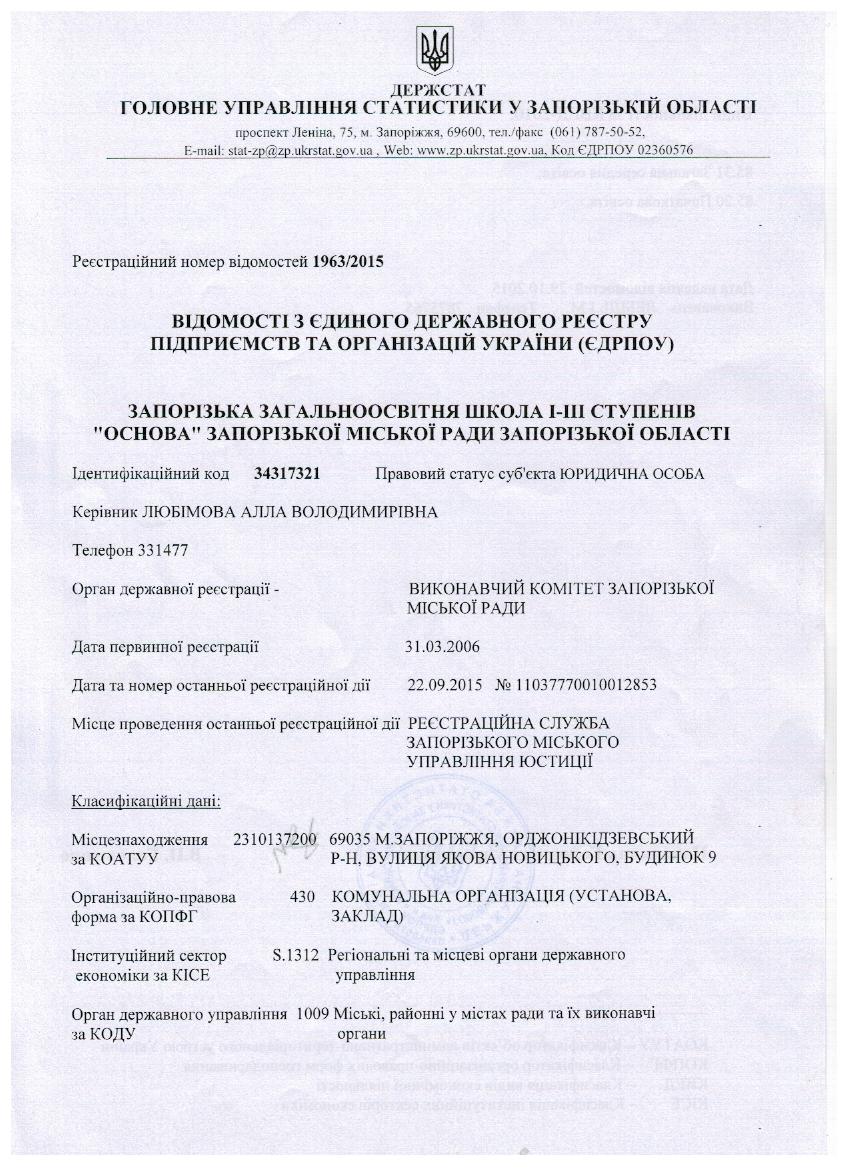 ДЕРЖСТАТ
ГОЛОВНЕ УПРАВЛІННЯ СТАТИСТИКИ У ЗАПОРІЗЬКІЙ ОБЛАСТІ
проспект Леніна, 75, м. Запоріжжя, 69600, тел./факс (061) 787-50-52,
E-mail: stat-zp@zp.ukrstat.gov.ua , Web: www.zp.ukrstat.gov.ua, Код ЄДРПОУ 02360576
Реєстраційний номер відомостей 1963/2015
ВІДОМОСТІ З ЄДИНОГО ДЕРЖАВНОГО РЕЄСТРУ
ПІДПРИЄМСТВ ТА ОРГАНІЗАЦІЙ УКРАЇНИ (ЄДРПОУ)
ЗАПОРІЗЬКА ЗАГАЛЬНООСВІТНЯ ШКОЛА І-ІІІ СТУПЕНІВ
"ОСНОВА" ЗАПОРІЗЬКОЇ МІСЬКОЇ РАДИ ЗАПОРІЗЬКОЇ ОБЛАСТІ
Ідентифікаційний код 34317321 Правовий статус суб'єкта ЮРИДИЧНА ОСОБА
Керівник ЛЮБІМОВА АЛЛА ВОЛОДИМИРІВНА
Телефон 331477
Орган державної реєстрації - ВИКОНАВЧИЙ КОМІТЕТ ЗАПОРІЗЬКОЇ
МІСЬКОЇ РАДИ
Дата первинної реєстрації 31.03.2006
Дата та номер останньої реєстраційної дії 22.09.2015 № 11037770010012853
Місце проведення останньої реєстраційної дії РЕЄСТРАЦІЙНА СЛУЖБА
ЗАПОРІЗЬКОГО МІСЬКОГО
УПРАВЛІННЯ ЮСТИЦІЇ
Класифікаційні дані:
Місцезнаходження 2310137200 69035 М.ЗАПОРІЖЖЯ, ОРДЖОНІКІДЗЕВСЬКИЙ
за КОАТУУ Р-Н, ВУЛИЦЯ ЯКОВА НОВИЦЬКОГО, БУДИНОК 9
Організаційно-правова 430 КОМУНАЛЬНА ОРГАНІЗАЦІЯ (УСТАНОВА,
форма за КОПФГ ЗАКЛАД)
Інституційний сектор S.1312 Регіональні та місцеві органи державного
економіки за КІСЕ управління
Орган державного управління 1009 Міські, районні у містах ради та їх виконавчі
за КОДУ органи